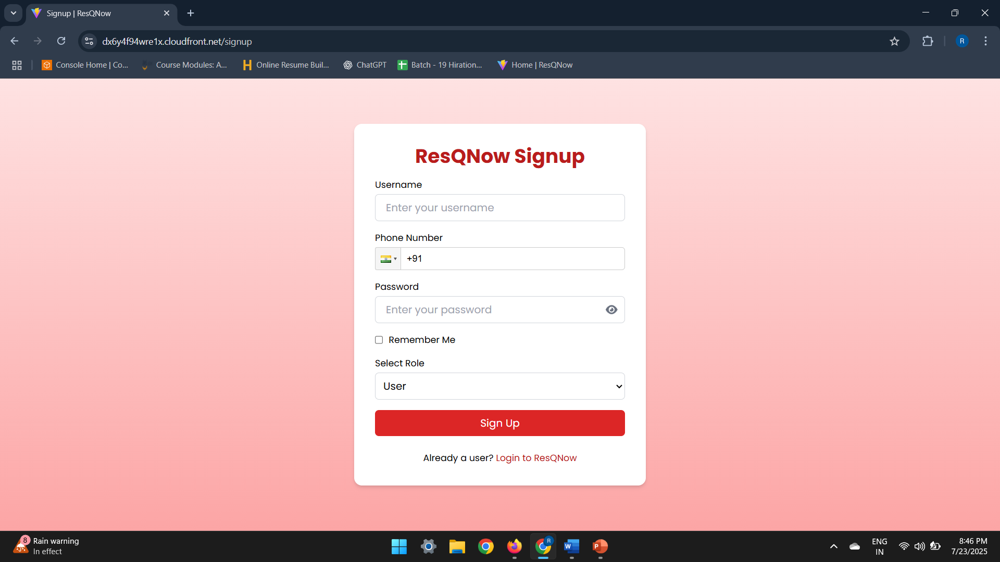 Signup | ResQNow
dx6y4f94wre1x.cloudfront.net/signup
R
Console Home | Co...
Course Modules: A...
Online Resume Buil...
ChatGPT
Batch - 19 Hiration...
Home | ResQNow
ResQNow Signup
Username
Enter your username
Phone Number
+91
Password
Enter your password
Remember Me
Select Role
User
Sign Up
Already a user? Login to ResQNow
8
Rain warning
In effect
R
W
P
ENG
IN
8:46 PM
7/23/2025